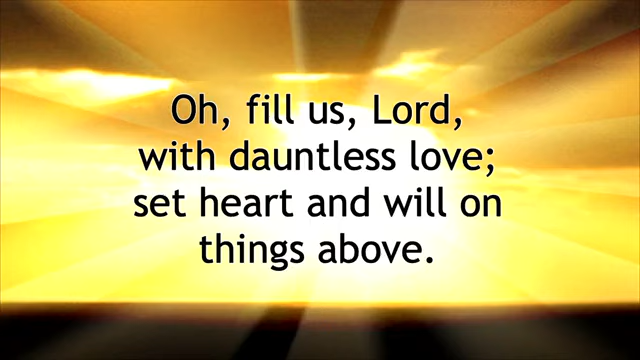 Oh, fill us, Lord,
with dauntless love;
set heart and will on
things above.